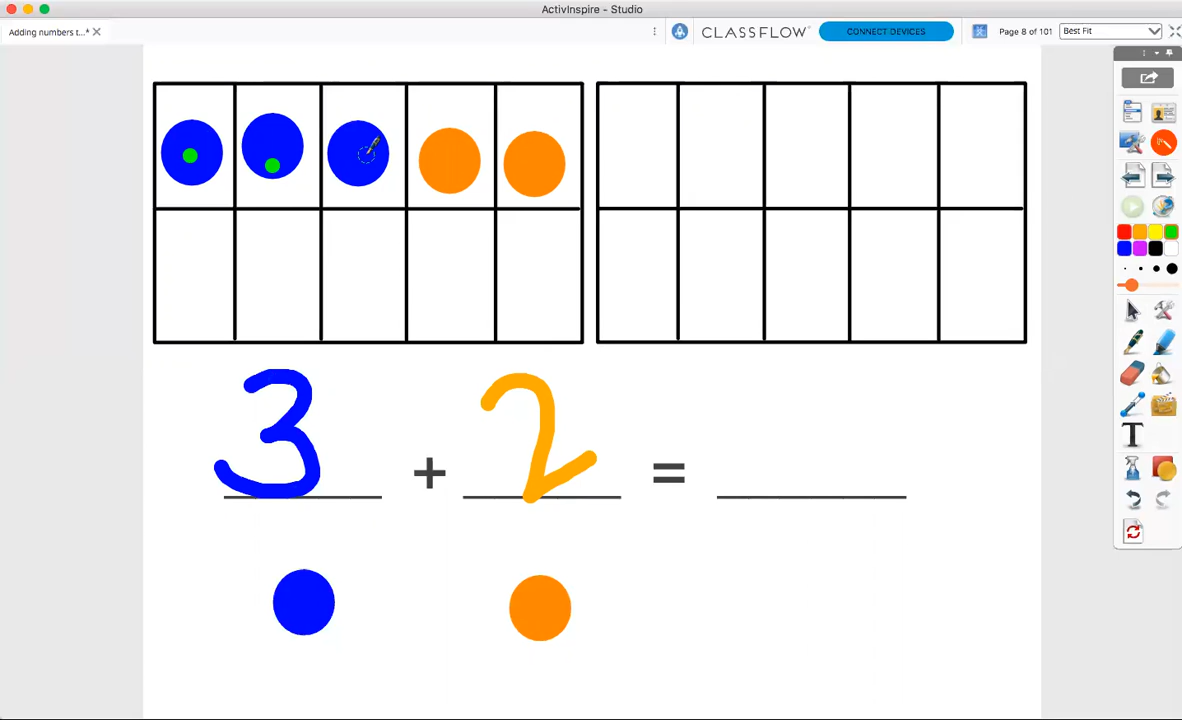 ActivInspire - Studio
Adding numbers t...*
CLASSFLOW
CONNECT DEVICES
Page 8 of 101
Best Fit
T
3 + 2 =